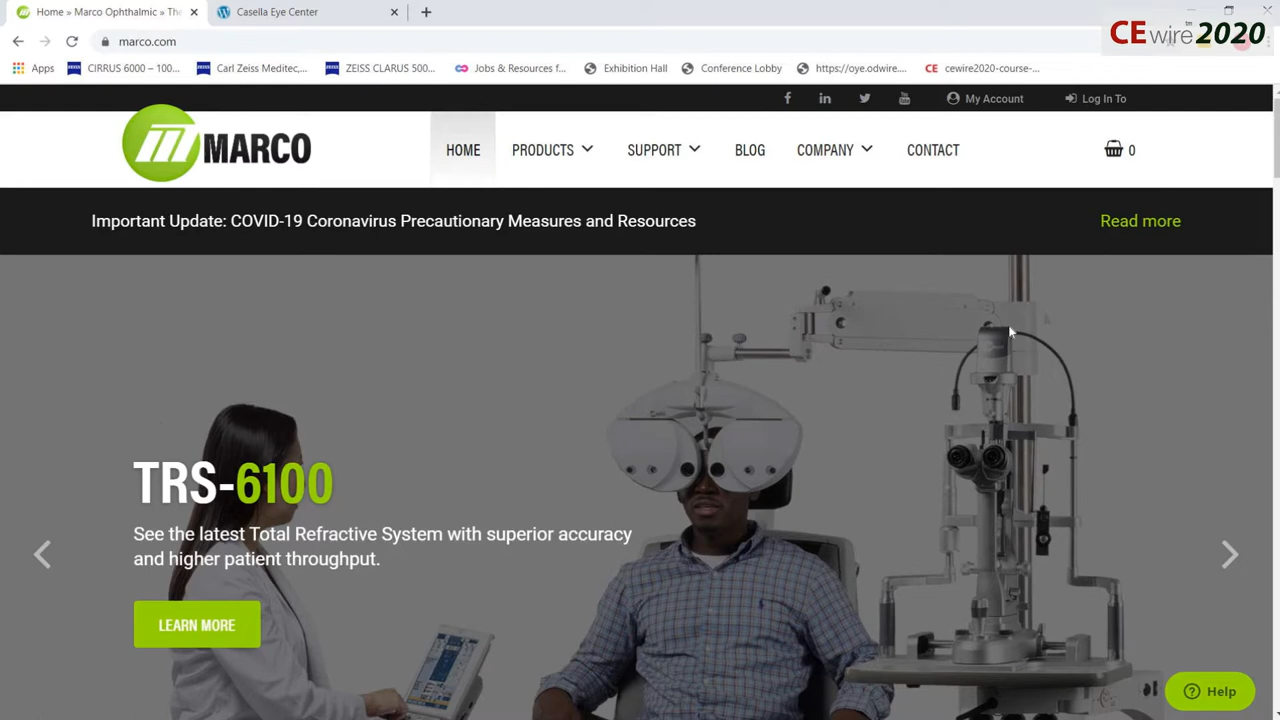 Home » Marco Ophthalmic » The
Casella Eye Center
CEwire™2020
marco.com
Apps
CIRRUS 6000 – 100...
Carl Zeiss Meditec,...
ZEISS CLARUS 500...
Jobs & Resources f...
Exhibition Hall
Conference Lobby
https://oye.odwire....
CE cewire2020-course-...
My Account
Log In To
MARCO
HOME
PRODUCTS
SUPPORT
BLOG
COMPANY
CONTACT
0
Important Update: COVID-19 Coronavirus Precautionary Measures and Resources
Read more
TRS-6100
See the latest Total Refractive System with superior accuracy
and higher patient throughput.
LEARN MORE
Help